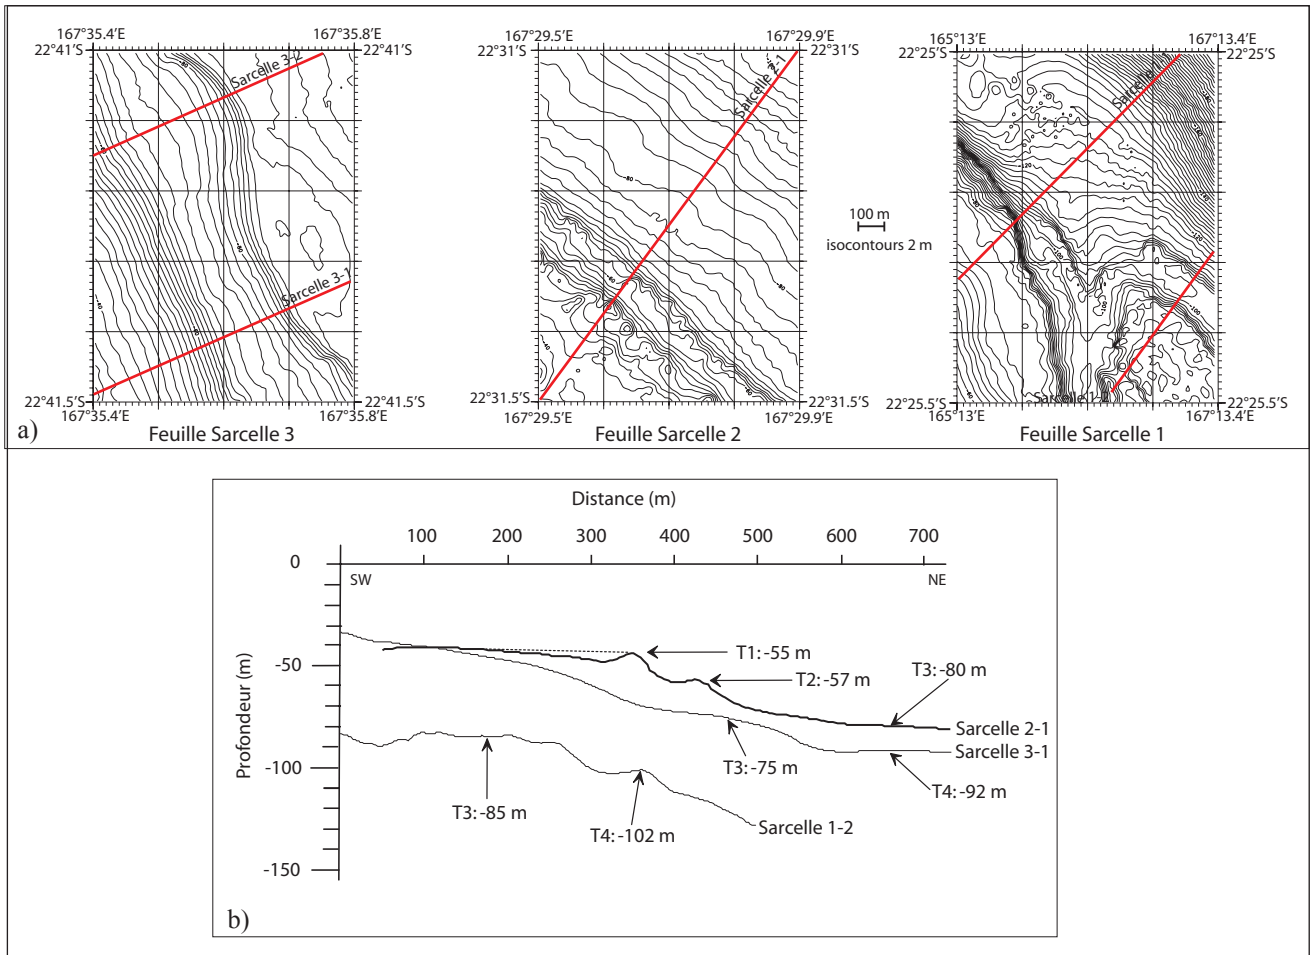 167°35.4’E 167°35.8’E
22°41’S 22°41’S
Sarcelle 3-2
Sarcelle 3-1
22°41.5’S 22°41.5’S
167°35.4’E 167°35.8’E
Feuille Sarcelle 3
167°29.5’E 167°29.9’E
22°31’S 22°31’S
Sarcelle 2-1
22°31.5’S 22°31.5’S
167°29.5’E 167°29.9’E
Feuille Sarcelle 2
100 m
isocontours 2 m
165°13’E 167°13.4’E
22°25’S 22°25’S
Sarcelle 1-2
22°25.5’S 22°25.5’S
165°13’E 167°13.4’E
Feuille Sarcelle 1
a)
Distance (m)
100 200 300 400 500 600 700
0
SW NE
Profondeur (m)
-50
-100
-150
T1:-55 m
T2:-57 m
T3:-80 m
Sarcelle 2-1
Sarcelle 3-1
T3:-75 m
T4:-92 m
T3:-85 m
T4:-102 m
Sarcelle 1-2
b)